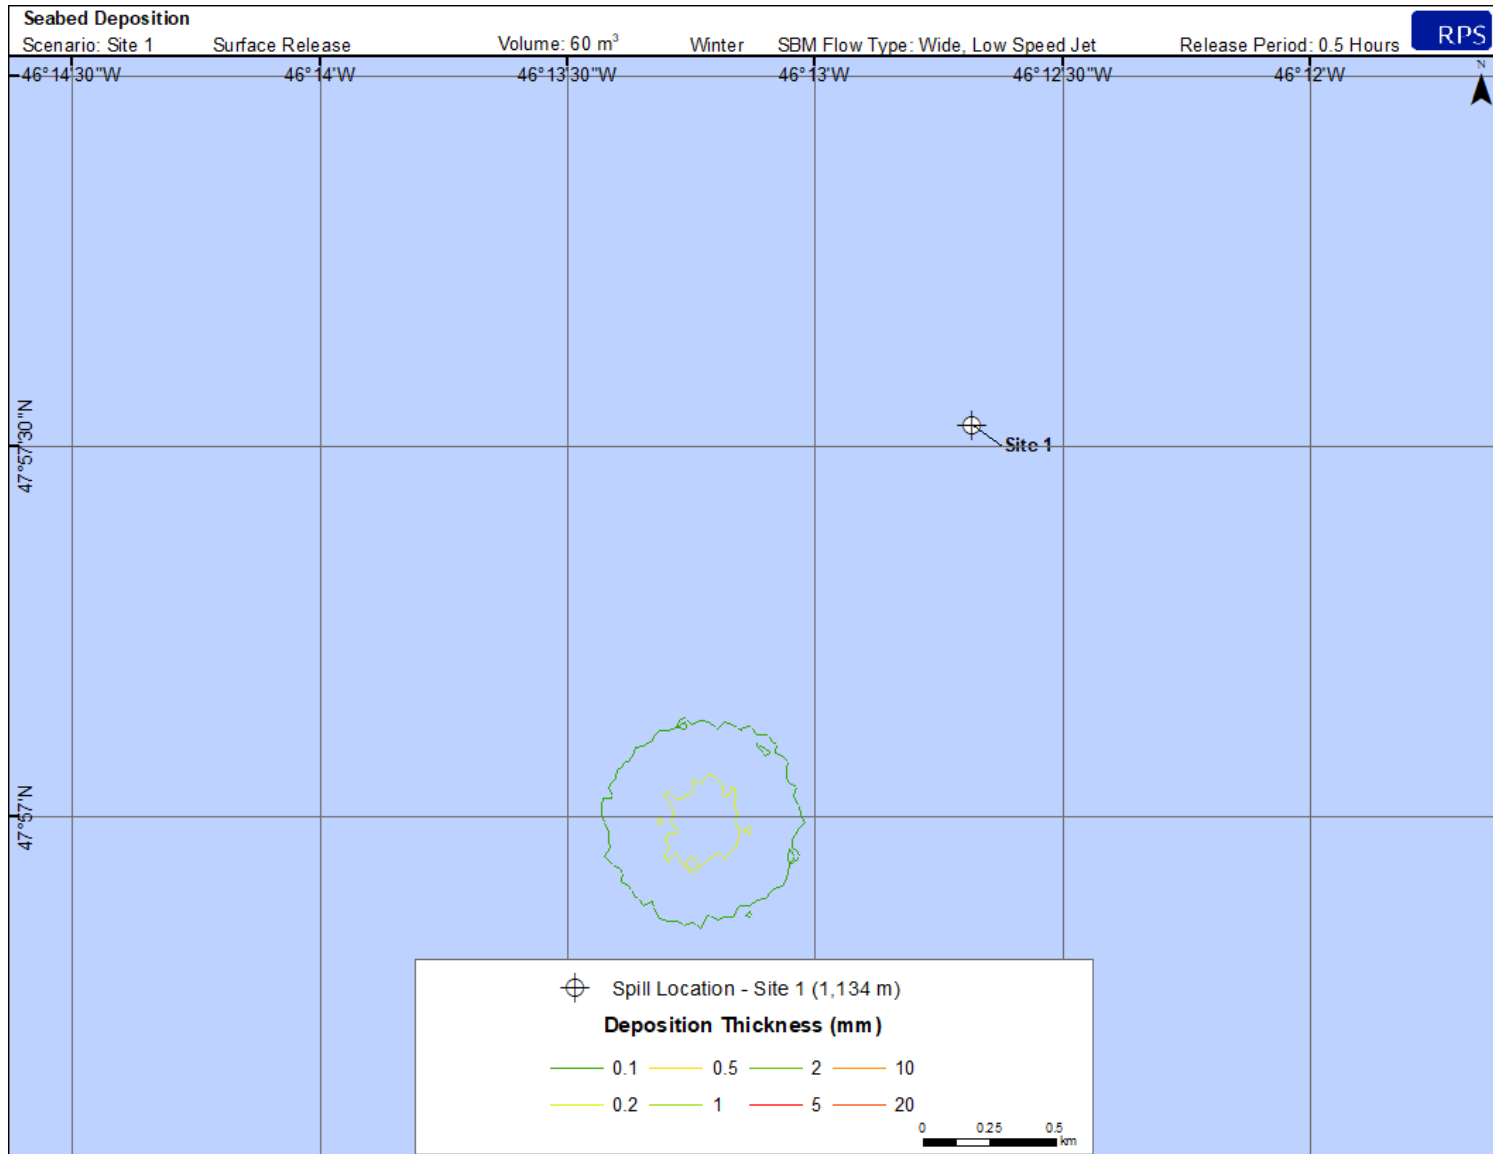 Seabed Deposition
Scenario: Site 1 Surface Release Volume: 60 m³ Winter SBM Flow Type: Wide, Low Speed Jet Release Period: 0.5 Hours
RPS
46°14'30"W 46°14'W 46°13'30"W 46°13'W 46°12'30"W 46°12'W
N
47°57'30"N
Site 1
47°57'N
Spill Location - Site 1 (1,134 m)
Deposition Thickness (mm)
0.1 0.5 2 10
0.2 1 5 20
0 0.25 0.5
km